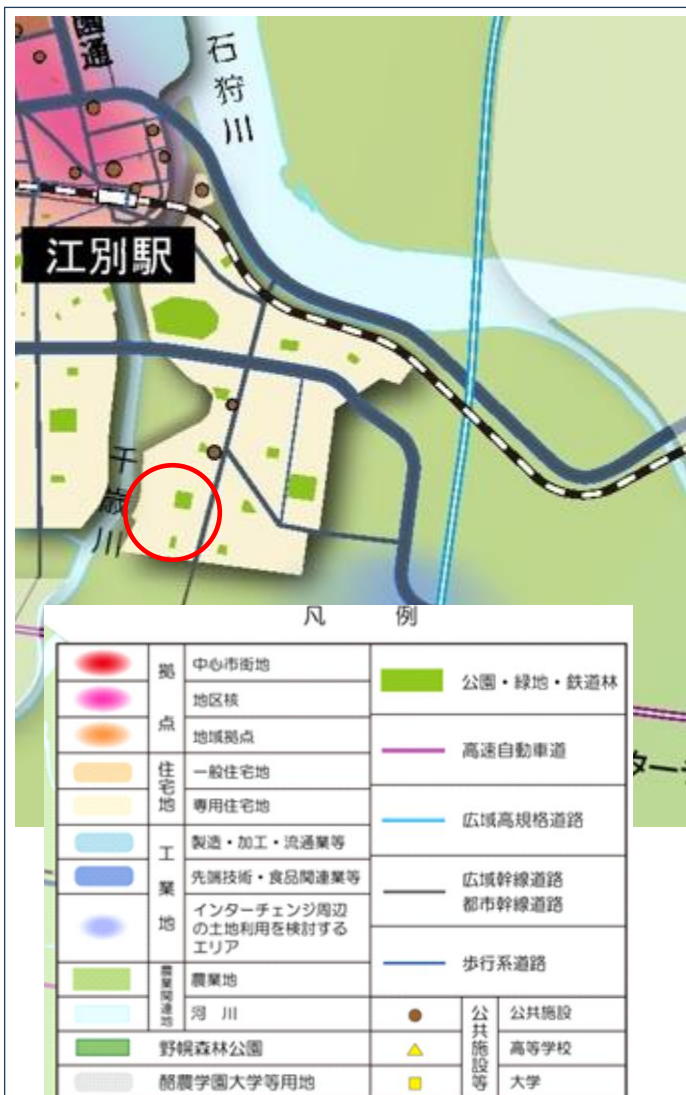 園通
石狩川
江別駅
千歳川
凡 例
拠点
中心市街地
地区核
地域拠点
住宅地
一般住宅地
専用住宅地
工業地
製造・加工・流通業等
先端技術・食品関連業等
インターチェンジ周辺
の土地利用を検討する
エリア
農業関連地
農業地
河 川
野幌森林公園
酪農学園大学等用地
公園・緑地・鉄道林
高速自動車道
広域高規格道路
広域幹線道路
都市幹線道路
歩行系道路
公共施設等
公共施設
高等学校
大学
ター